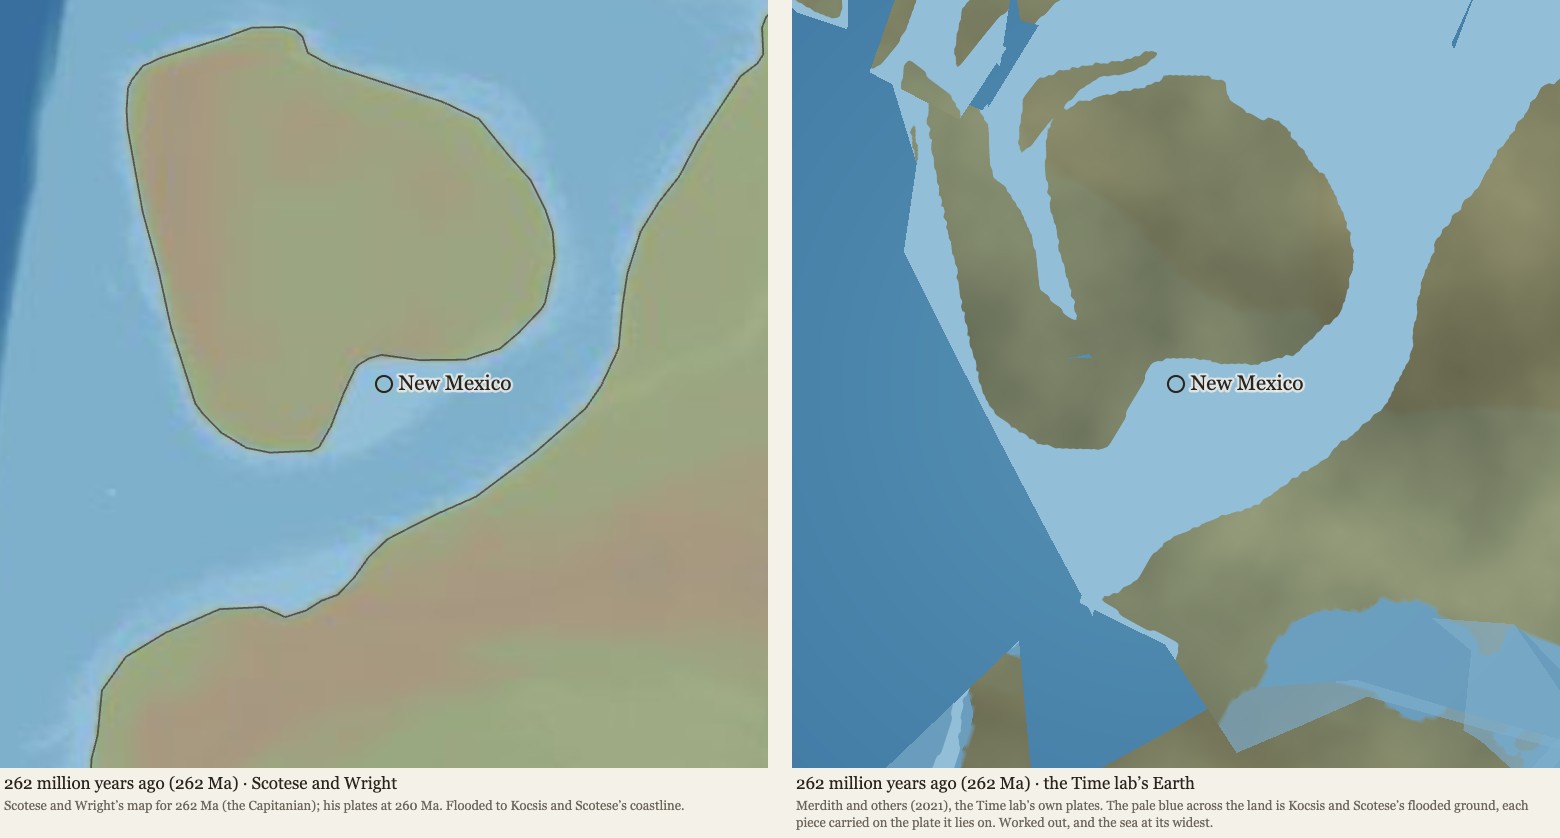 New Mexico
New Mexico
262 million years ago (262 Ma) · Scotese and Wright
Scotese and Wright's map for 262 Ma (the Capitanian); his plates at 260 Ma. Flooded to Kocsis and Scotese's coastline.
262 million years ago (262 Ma) · the Time lab's Earth
Merdith and others (2021), the Time lab's own plates. The pale blue across the land is Kocsis and Scotese's flooded ground, each
piece carried on the plate it lies on. Worked out, and the sea at its widest.